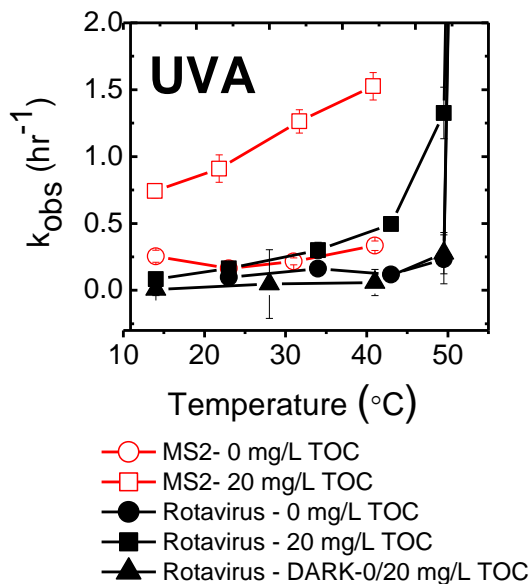 UVA
2.0
1.5
1.0
0.5
0.0
k_obs (hr^-1)
10 20 30 40 50
Temperature (°C)
MS2- 0 mg/L TOC
MS2- 20 mg/L TOC
Rotavirus - 0 mg/L TOC
Rotavirus - 20 mg/L TOC
Rotavirus - DARK-0/20 mg/L TOC